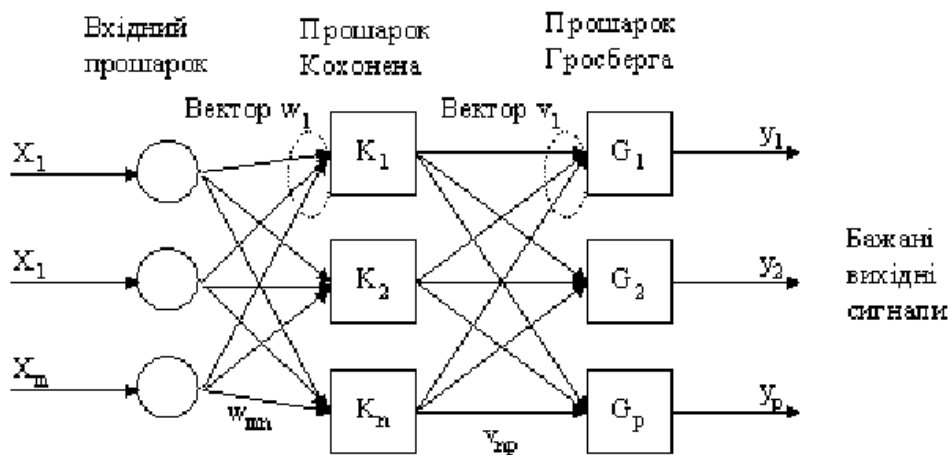 Вхідний
прошарок
Прошарок
Кохонена
Прошарок
Гросберга
Вектор w₁
Вектор v₁
X₁
K₁
G₁
y₁
X₁
K₂
G₂
y₂
Бажані
вихідні
сигнали
Xₘ
wₘₙ
Kₙ
vₙₚ
Gₚ
yₚ